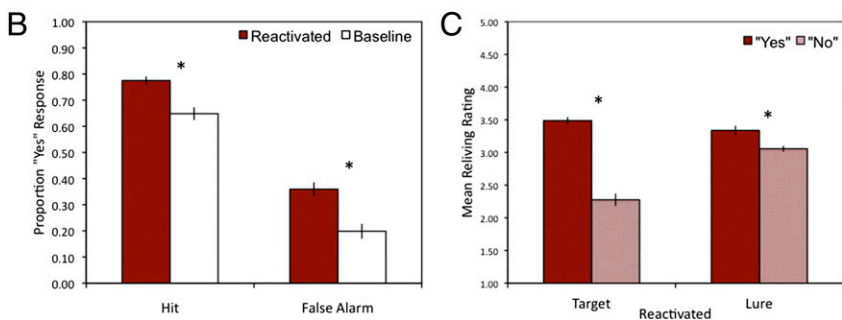 B
Reactivated Baseline
Proportion "Yes" Response
1.00
0.90
0.80
0.70
0.60
0.50
0.40
0.30
0.20
0.10
0.00
*
*
Hit False Alarm
C
"Yes" "No"
Mean Reliving Rating
5.00
4.50
4.00
3.50
3.00
2.50
2.00
1.50
1.00
*
*
Target Lure
Reactivated